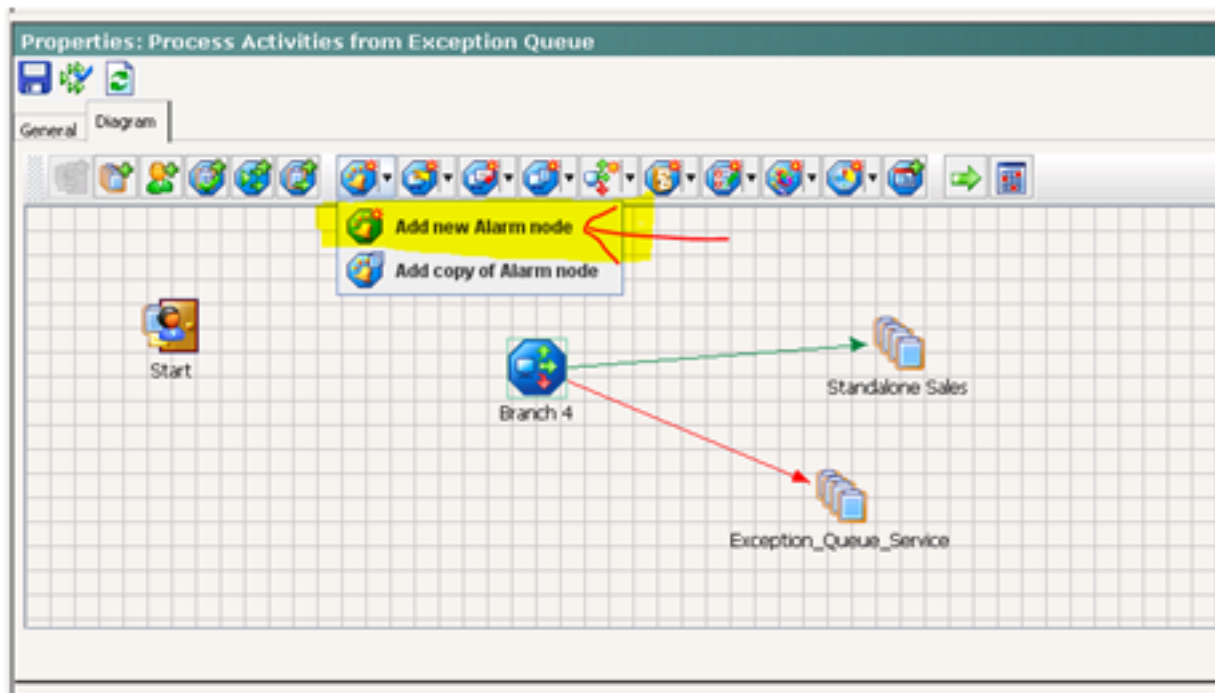 Properties: Process Activities from Exception Queue
General
Diagram
Add new Alarm node
Add copy of Alarm node
Start
Branch 4
Standalone Sales
Exception_Queue_Service